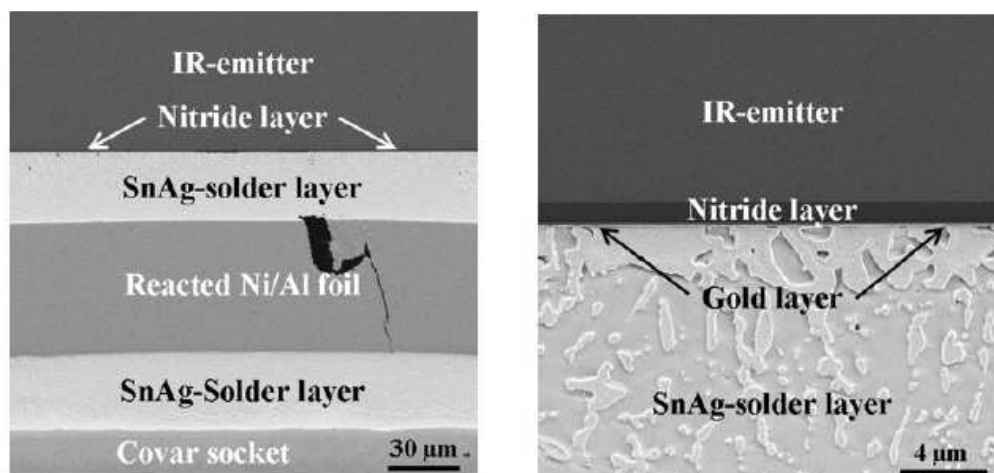 IR-emitter
Nitride layer
SnAg-solder layer
Reacted Ni/Al foil
SnAg-Solder layer
Covar socket
30 µm
IR-emitter
Nitride layer
Gold layer
SnAg-solder layer
4 µm